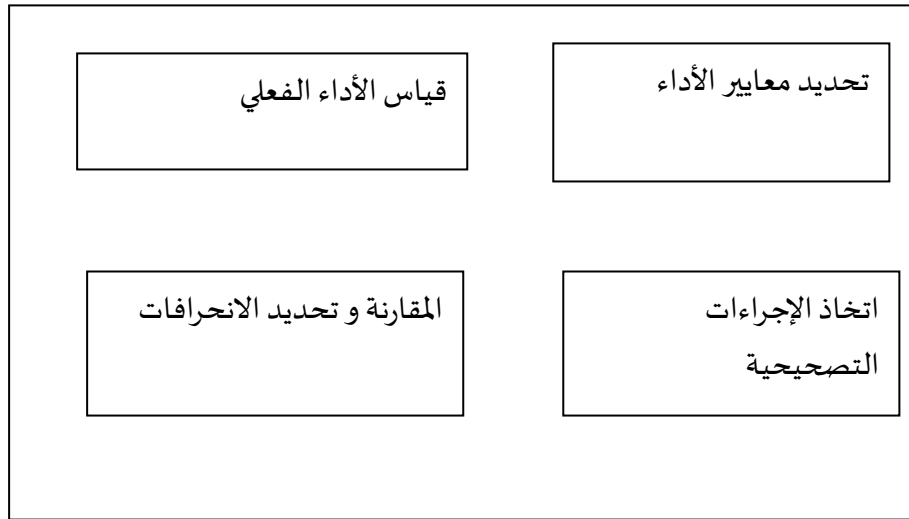 تحديد معايير الأداء
قياس الأداء الفعلي
اتخاذ الإجراءات
التصحيحية
المقارنة و تحديد الانحرافات